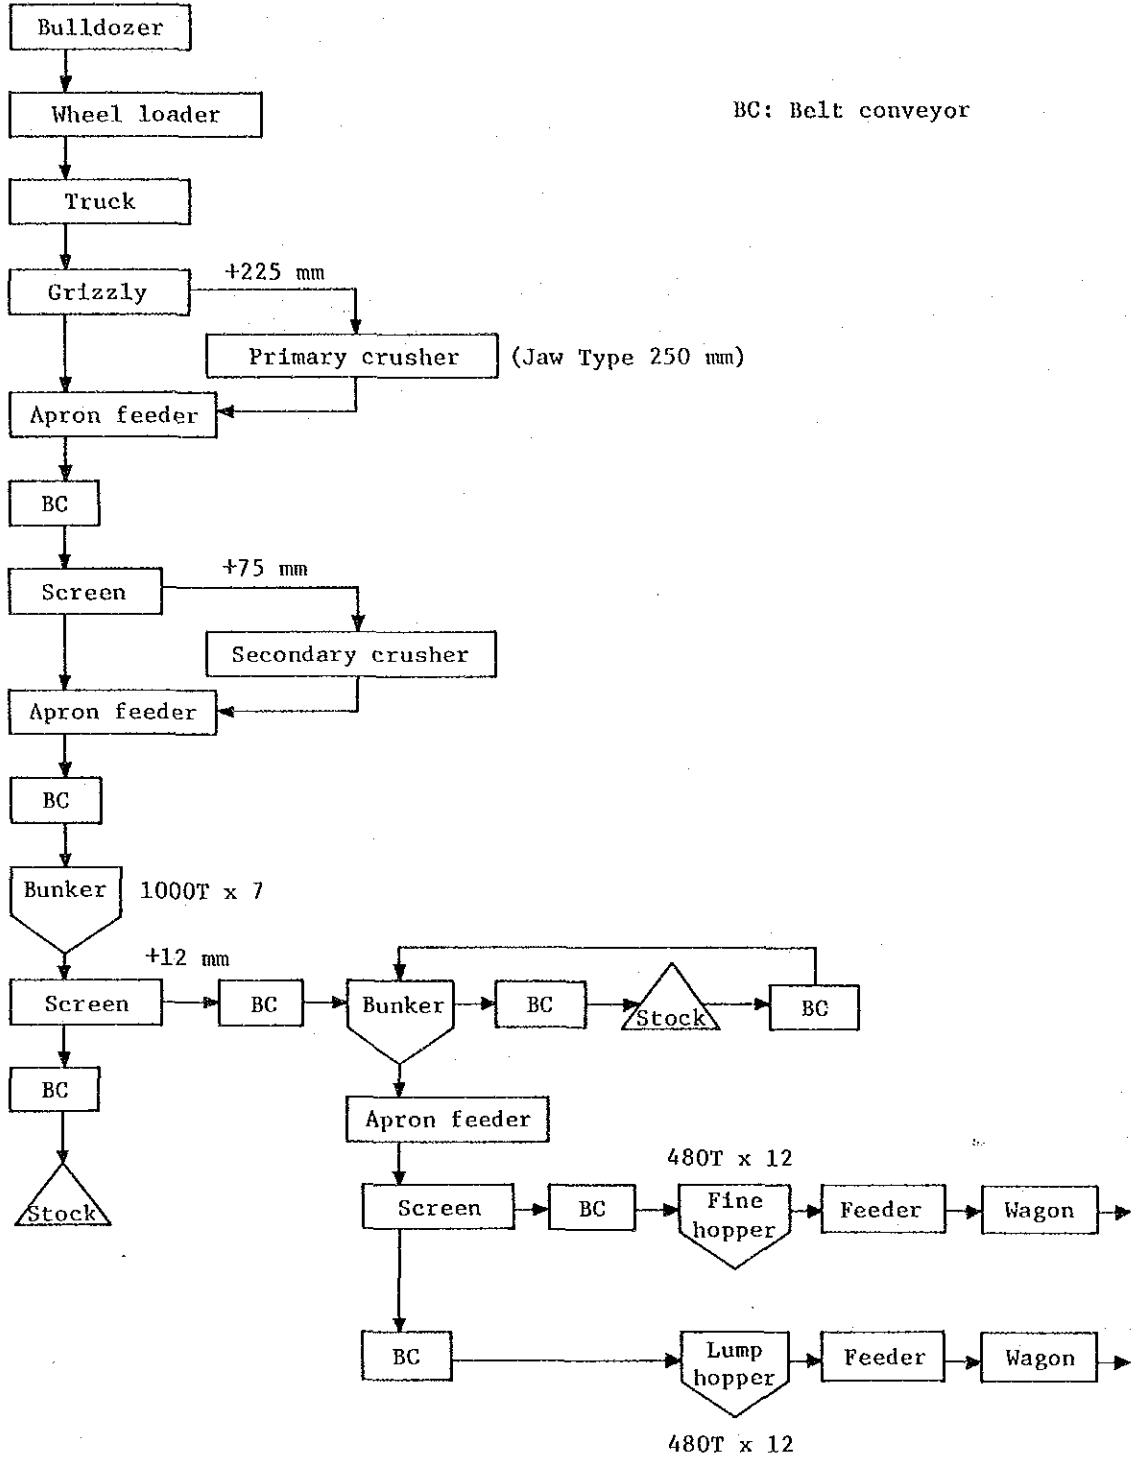 Bulldozer
Wheel loader
BC: Belt conveyor
Truck
+225 mm
Grizzly
Primary crusher
(Jaw Type 250 mm)
Apron feeder
BC
+75 mm
Screen
Secondary crusher
Apron feeder
BC
Bunker
1000T x 7
+12 mm
Screen
BC
Bunker
BC
Stock
BC
BC
Apron feeder
480T x 12
Stock
Screen
BC
Fine
hopper
Feeder
Wagon
BC
Lump
hopper
Feeder
Wagon
480T x 12